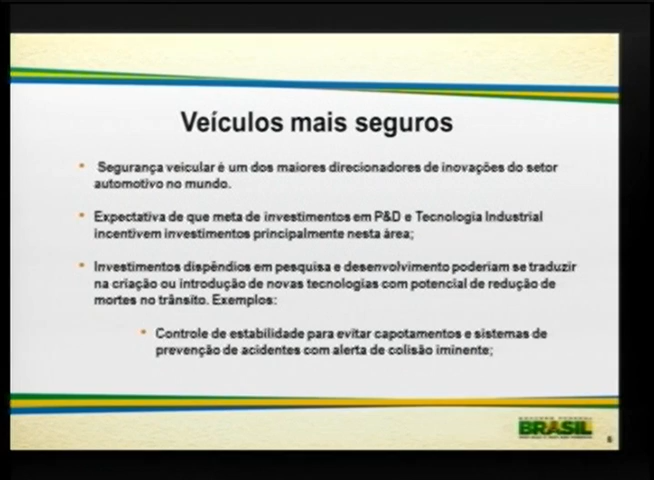 Veículos mais seguros
• Segurança veicular é um dos maiores direcionadores de inovações do setor
automotivo no mundo.
• Expectativa de que meta de investimentos em P&D e Tecnologia Industrial
incentivem investimentos principalmente nesta área;
• Investimentos dispêndios em pesquisa e desenvolvimento poderiam se traduzir
na criação ou introdução de novas tecnologias com potencial de redução de
mortes no trânsito. Exemplos:
• Controle de estabilidade para evitar capotamentos e sistemas de
prevenção de acidentes com alerta de colisão iminente;
BRASIL